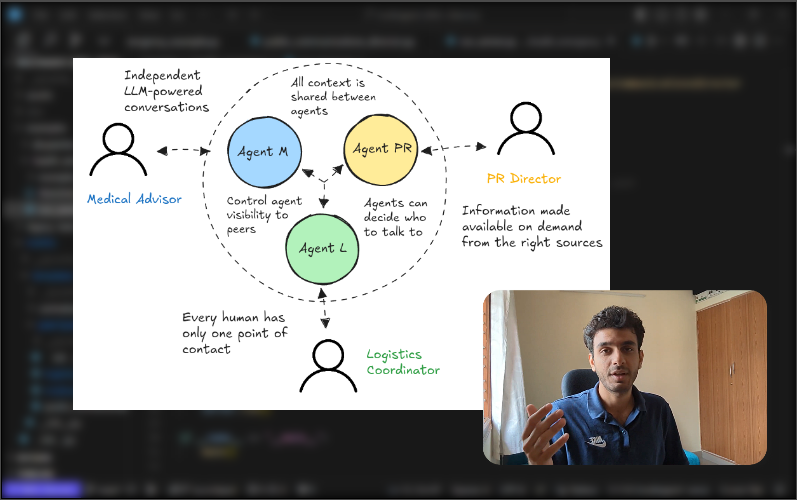 Independent
LLM-powered
conversations
All context is
shared between
agents
Agent M
Agent PR
Medical Advisor
PR Director
Control agent
visibility to
peers
Agents can
decide who
to talk to
Information made
available on demand
from the right sources
Agent L
Every human has
only one point of
contact
Logistics
Coordinator